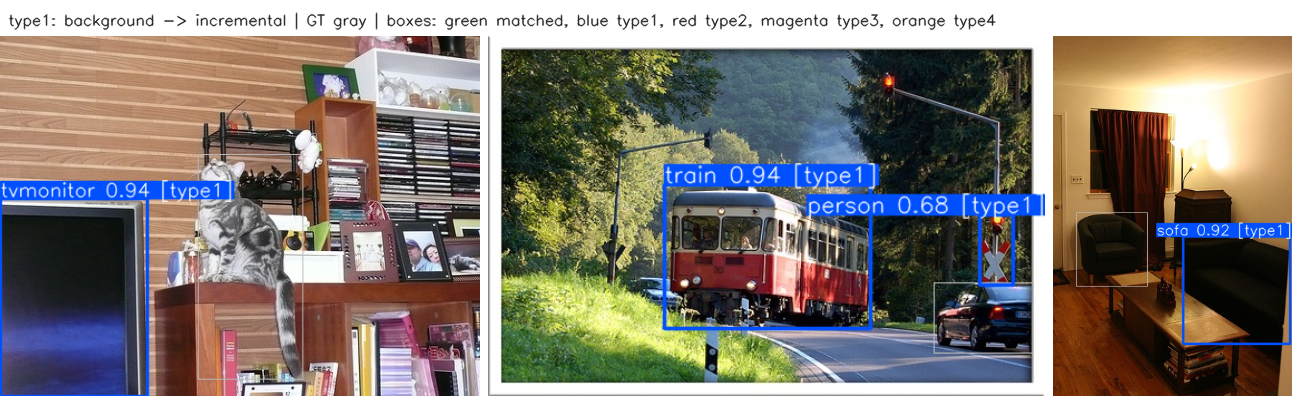 type1: background -> incremental | GT gray | boxes: green matched, blue type1, red type2, magenta type3, orange type4
tvmonitor 0.94 [type1]
train 0.94 [type1]
person 0.68 [type1]
sofa 0.92 [type1]